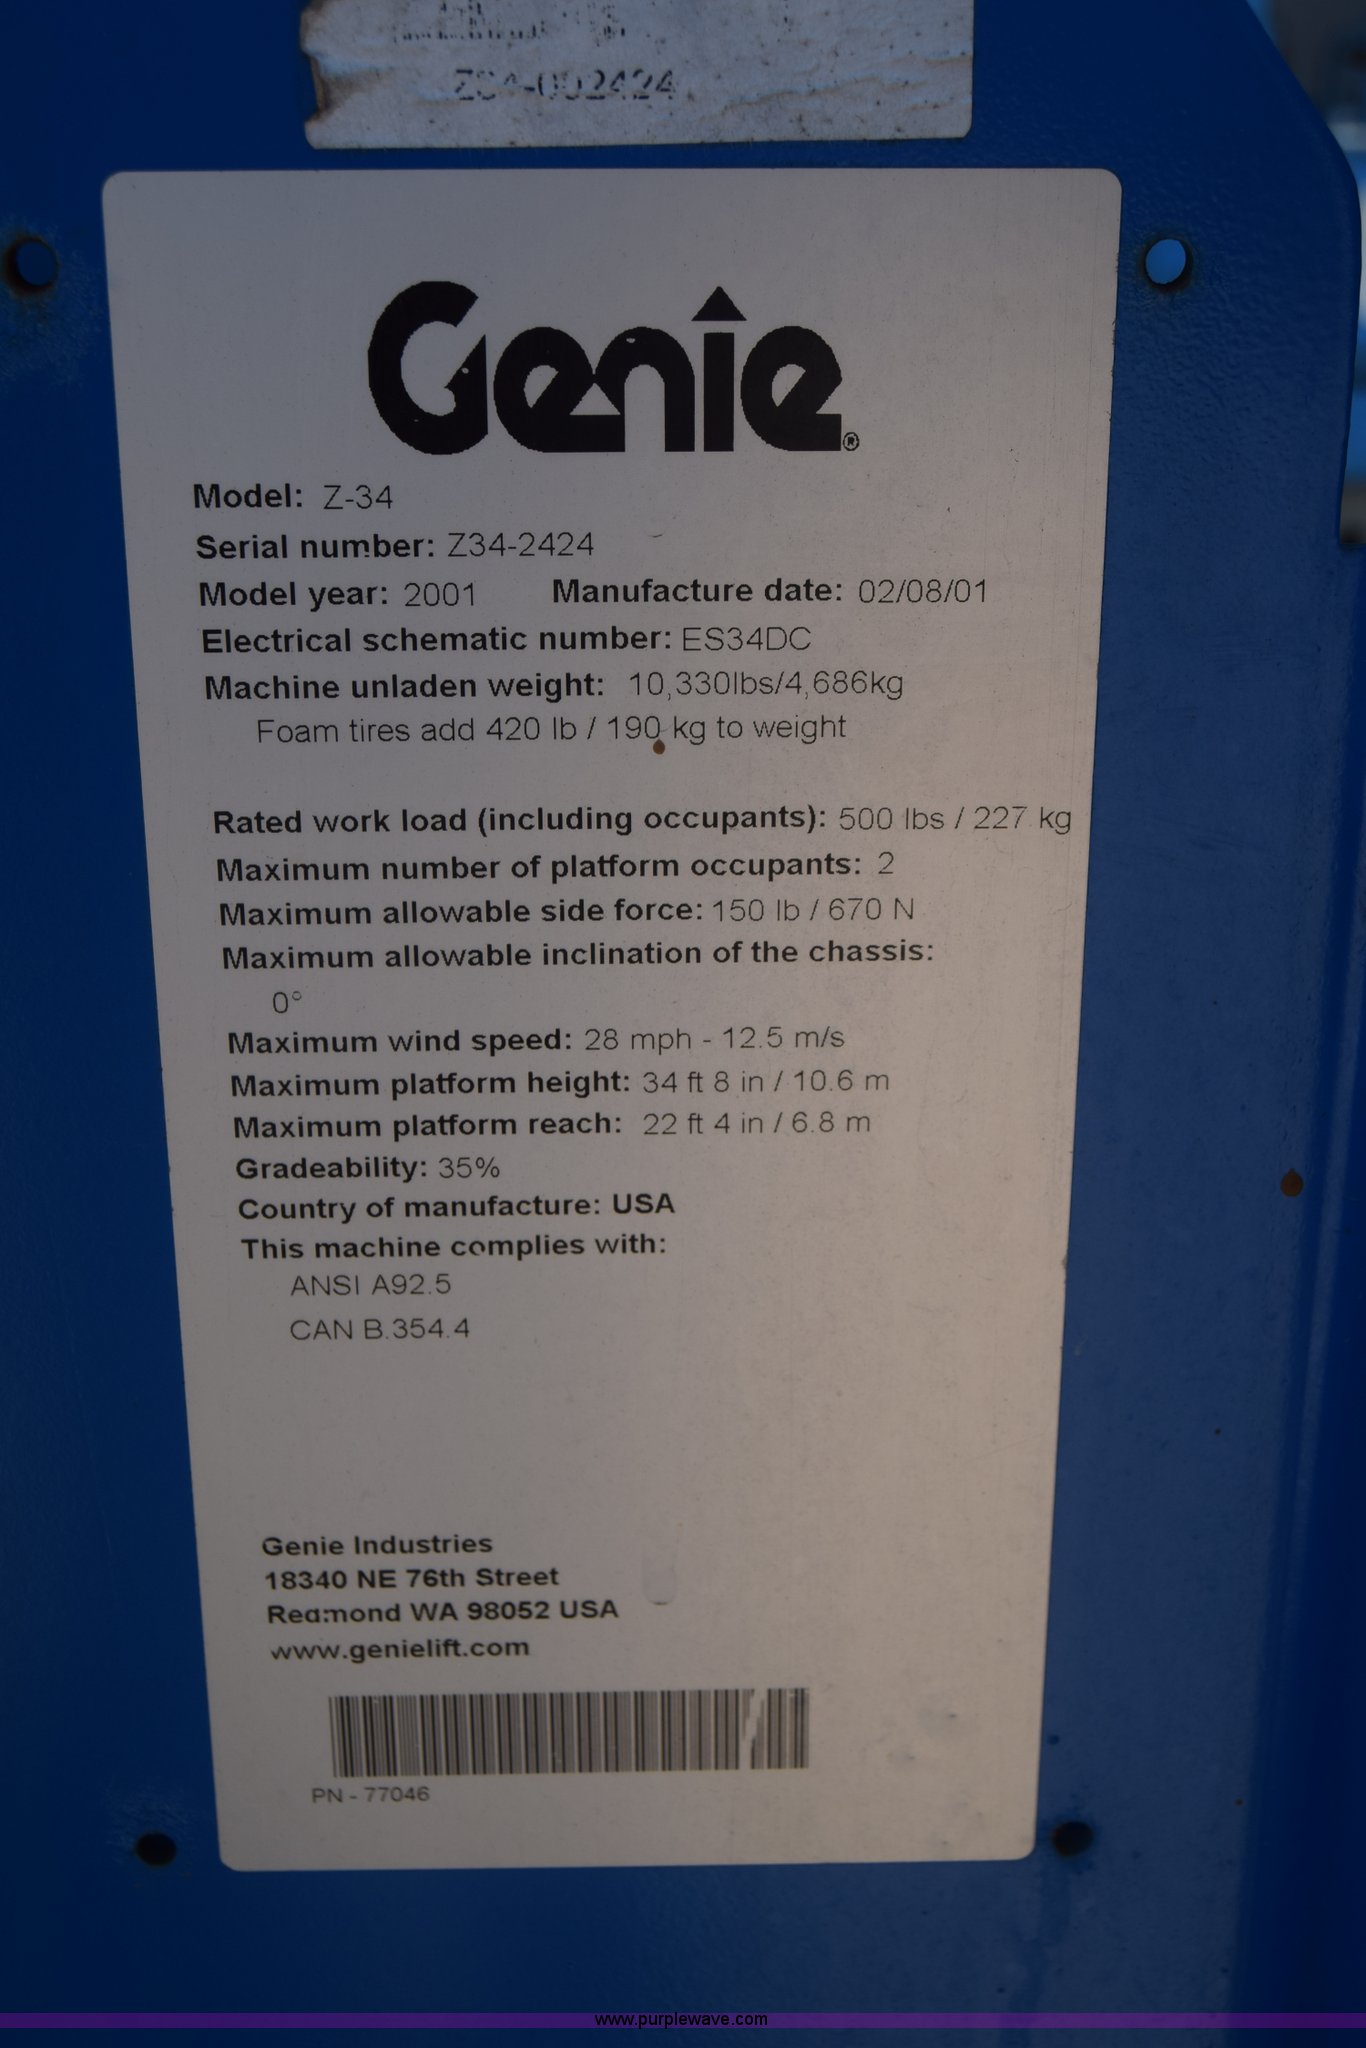 Z34-002424
Genie®
Model: Z-34
Serial number: Z34-2424
Model year: 2001 Manufacture date: 02/08/01
Electrical schematic number: ES34DC
Machine unladen weight: 10,330lbs/4,686kg
Foam tires add 420 lb / 190 kg to weight
Rated work load (including occupants): 500 lbs / 227 kg
Maximum number of platform occupants: 2
Maximum allowable side force: 150 lb / 670 N
Maximum allowable inclination of the chassis:
0°
Maximum wind speed: 28 mph - 12.5 m/s
Maximum platform height: 34 ft 8 in / 10.6 m
Maximum platform reach: 22 ft 4 in / 6.8 m
Gradeability: 35%
Country of manufacture: USA
This machine complies with:
ANSI A92.5
CAN B.354.4
Genie Industries
18340 NE 76th Street
Redmond WA 98052 USA
www.genielift.com
PN - 77046
www.purplewave.com